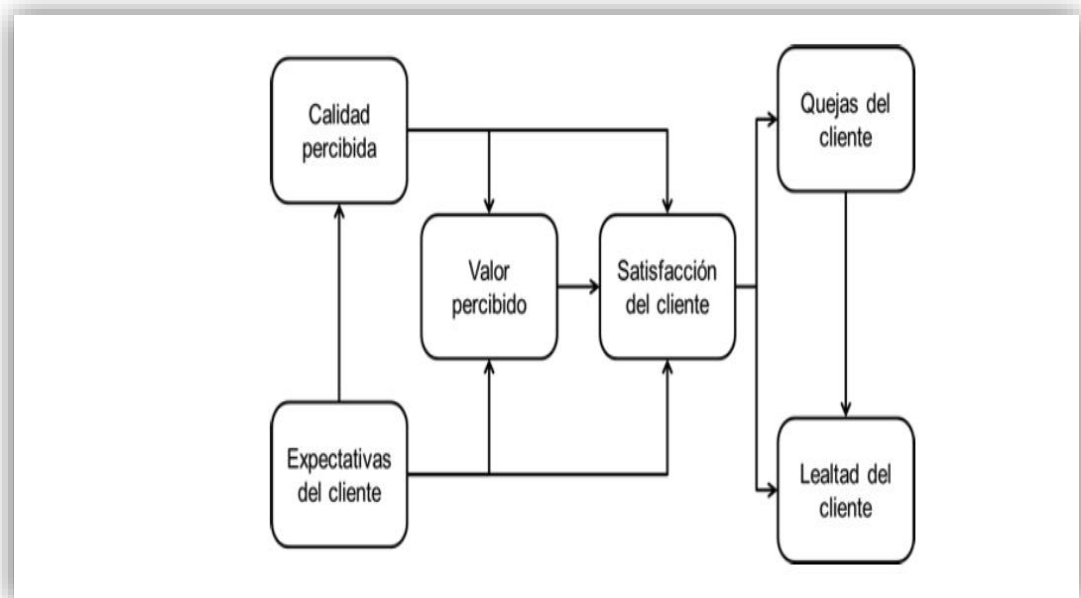 Calidad
percibida
Quejas del
cliente
Valor
percibido
Satisfacción
del cliente
Expectativas
del cliente
Lealtad del
cliente